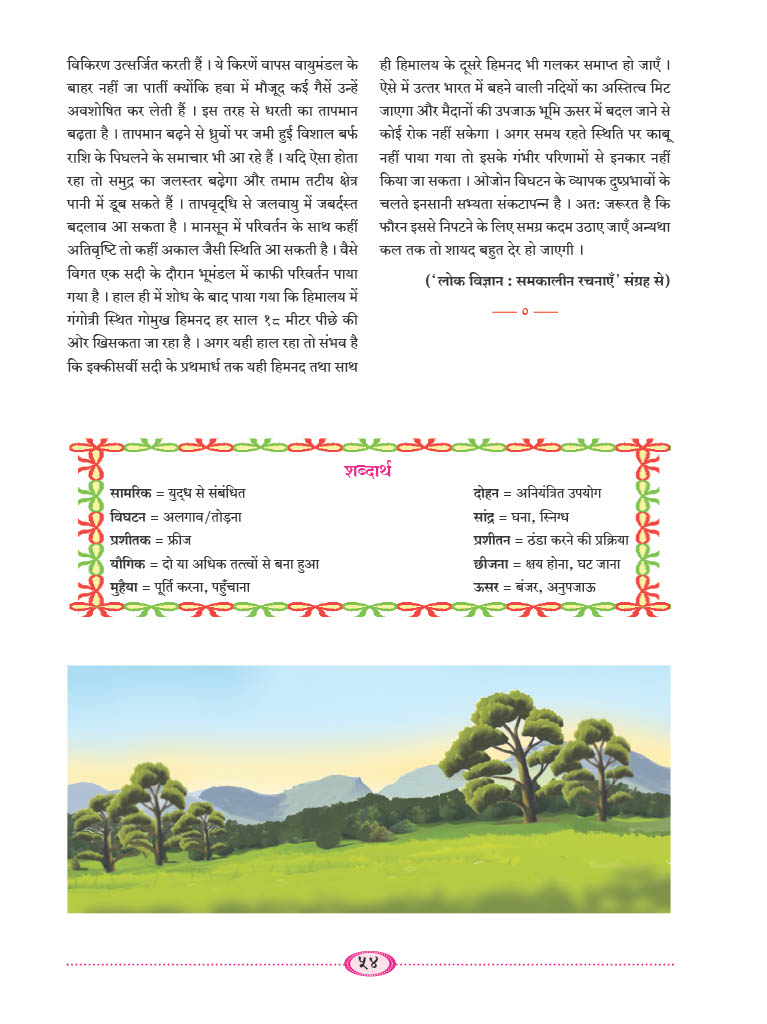 विकिरण उत्सर्जित करती हैं । ये किरणें वापस वायुमंडल के
बाहर नहीं जा पातीं क्योंकि हवा में मौजूद कई गैसें उन्हें
अवशोषित कर लेती हैं । इस तरह से धरती का तापमान
बढ़ता है । तापमान बढ़ने से ध्रुवों पर जमी हुई विशाल बर्फ
राशि के पिघलने के समाचार भी आ रहे हैं । यदि ऐसा होता
रहा तो समुद्र का जलस्तर बढ़ेगा और तमाम तटीय क्षेत्र
पानी में डूब सकते हैं । तापवृद्‌धि से जलवायु में जबर्दस्त
बदलाव आ सकता है । मानसून में परिवर्तन के साथ कहीं
अतिवृष्टि तो कहीं अकाल जैसी स्थिति आ सकती है । वैसे
विगत एक सदी के दौरान भूमंडल में काफी परिवर्तन पाया
गया है । हाल ही में शोध के बाद पाया गया कि हिमालय में
गंगोत्री स्थित गोमुख हिमनद हर साल १८ मीटर पीछे की
ओर खिसकता जा रहा है । अगर यही हाल रहा तो संभव है
कि इक्कीसवीं सदी के प्रथमार्ध तक यही हिमनद तथा साथ
ही हिमालय के दूसरे हिमनद भी गलकर समाप्त हो जाएँ ।
ऐसे में उत्तर भारत में बहने वाली नदियों का अस्तित्व मिट
जाएगा और मैदानों की उपजाऊ भूमि ऊसर में बदल जाने से
कोई रोक नहीं सकेगा । अगर समय रहते स्थिति पर काबू
नहीं पाया गया तो इसके गंभीर परिणामों से इनकार नहीं
किया जा सकता । ओजोन विघटन के व्यापक दुष्प्रभावों के
चलते इनसानी सभ्यता संकटापन्न है । अतः जरूरत है कि
फौरन इससे निपटने के लिए समग्र कदम उठाए जाएँ अन्यथा
कल तक तो शायद बहुत देर हो जाएगी ।
(‘लोक विज्ञान : समकालीन रचनाएँ’ संग्रह से)
—— ० ——
शब्दार्थ
सामरिक = युद्‌ध से संबंधित
विघटन = अलगाव/तोड़ना
प्रशीतक = फ्रीज
यौगिक = दो या अधिक तत्त्वों से बना हुआ
मुहैया = पूर्ति करना, पहुँचाना
दोहन = अनियंत्रित उपयोग
सांद्र = घना, स्निग्ध
प्रशीतन = ठंडा करने की प्रक्रिया
छीजना = क्षय होना, घट जाना
ऊसर = बंजर, अनुपजाऊ
५४